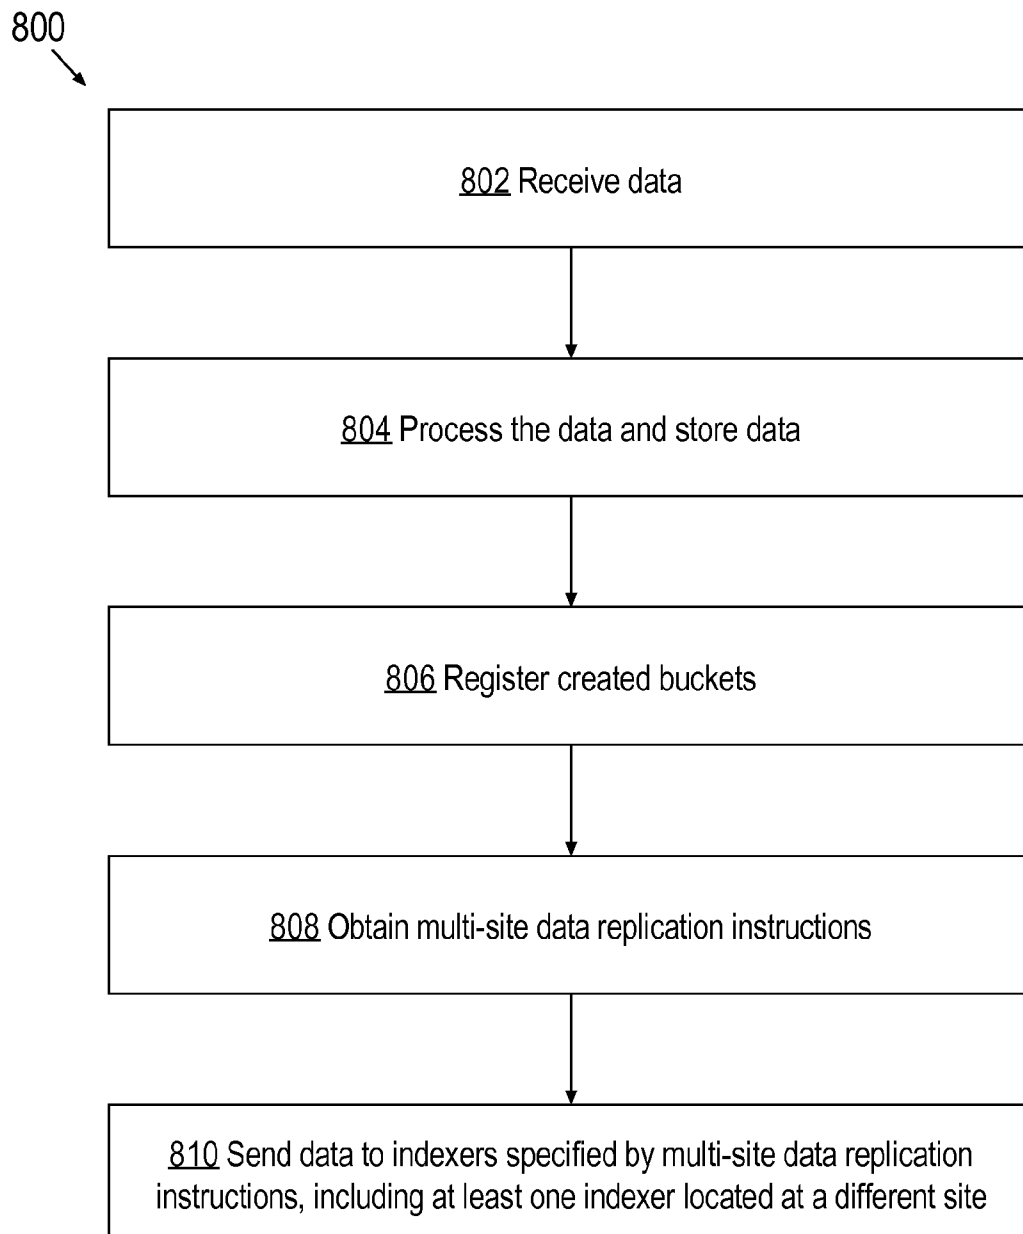 800
802 Receive data
804 Process the data and store data
806 Register created buckets
808 Obtain multi-site data replication instructions
810 Send data to indexers specified by multi-site data replication
instructions, including at least one indexer located at a different site